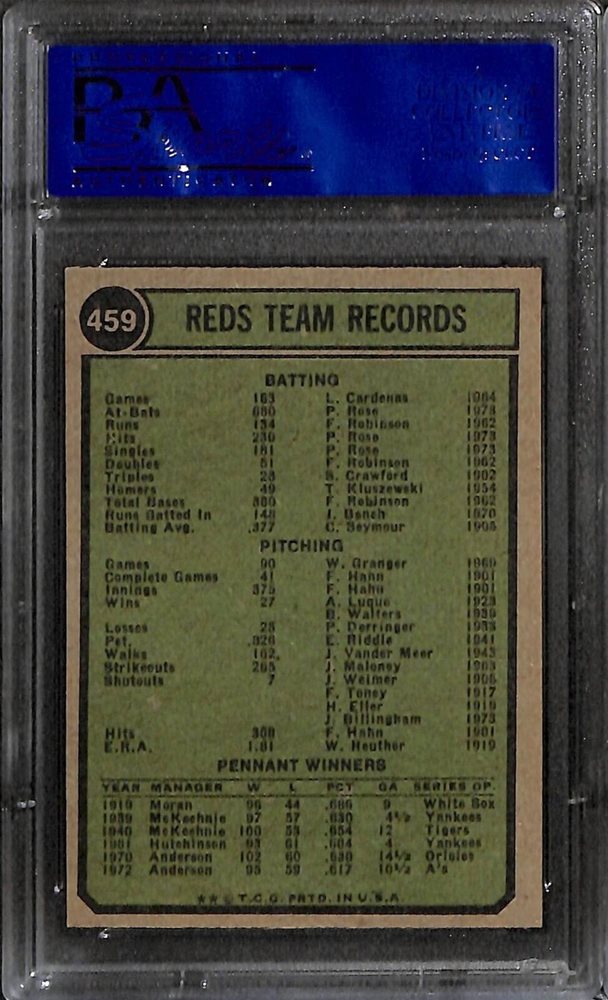 PSA
459 REDS TEAM RECORDS
BATTING
Games 163 L. Cardenas 1964
At-Bats 680 P. Rose 1973
Runs 134 F. Robinson 1962
Hits 230 P. Rose 1973
Singles 181 P. Rose 1973
Doubles 51 F. Robinson 1962
Triples 23 S. Crawford 1902
Homers 49 T. Kluszewski 1954
Total Bases 380 F. Robinson 1962
Runs Batted In 148 J. Bench 1970
Batting Avg. .377 C. Seymour 1905
PITCHING
Games 90 W. Granger 1969
Complete Games 41 F. Hahn 1901
Innings 375 F. Hahn 1901
Wins 27 A. Luque 1923
B. Walters 1939
Losses 25 P. Derringer 1933
Pct. .826 E. Riddle 1941
Walks 162 J. Vander Meer 1943
Strikeouts 265 J. Maloney 1963
Shutouts 7 J. Weimer 1906
F. Toney 1917
H. Eller 1919
J. Billingham 1973
Hits 368 F. Hahn 1901
E.R.A. 1.81 W. Reuther 1919
PENNANT WINNERS
YEAR MANAGER W L PCT GA SERIES OP.
1919 Moran 96 44 .686 9 White Sox
1939 McKechnie 97 57 .630 4½ Yankees
1940 McKechnie 100 53 .654 12 Tigers
1961 Hutchinson 93 61 .604 4 Yankees
1970 Anderson 102 60 .630 14½ Orioles
1972 Anderson 95 59 .617 10½ A's
★★ © T.C.G. PRTD. IN U.S.A.